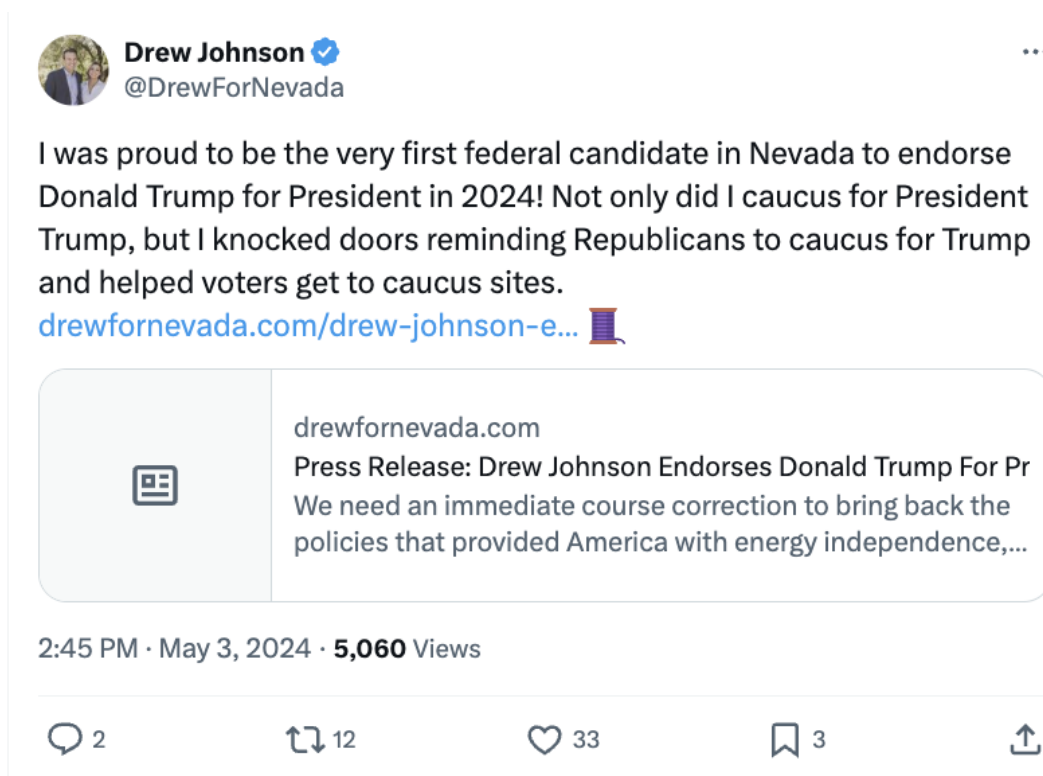 Drew Johnson
@DrewForNevada
I was proud to be the very first federal candidate in Nevada to endorse
Donald Trump for President in 2024! Not only did I caucus for President
Trump, but I knocked doors reminding Republicans to caucus for Trump
and helped voters get to caucus sites.
drewfornevada.com/drew-johnson-e...
drewfornevada.com
Press Release: Drew Johnson Endorses Donald Trump For Pr
We need an immediate course correction to bring back the
policies that provided America with energy independence,...
2:45 PM · May 3, 2024 · 5,060 Views
2 12 33 3